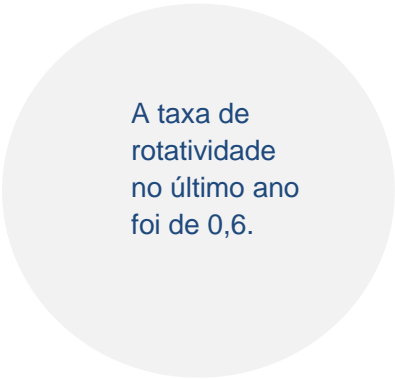 A taxa de
rotatividade
no último ano
foi de 0,6.